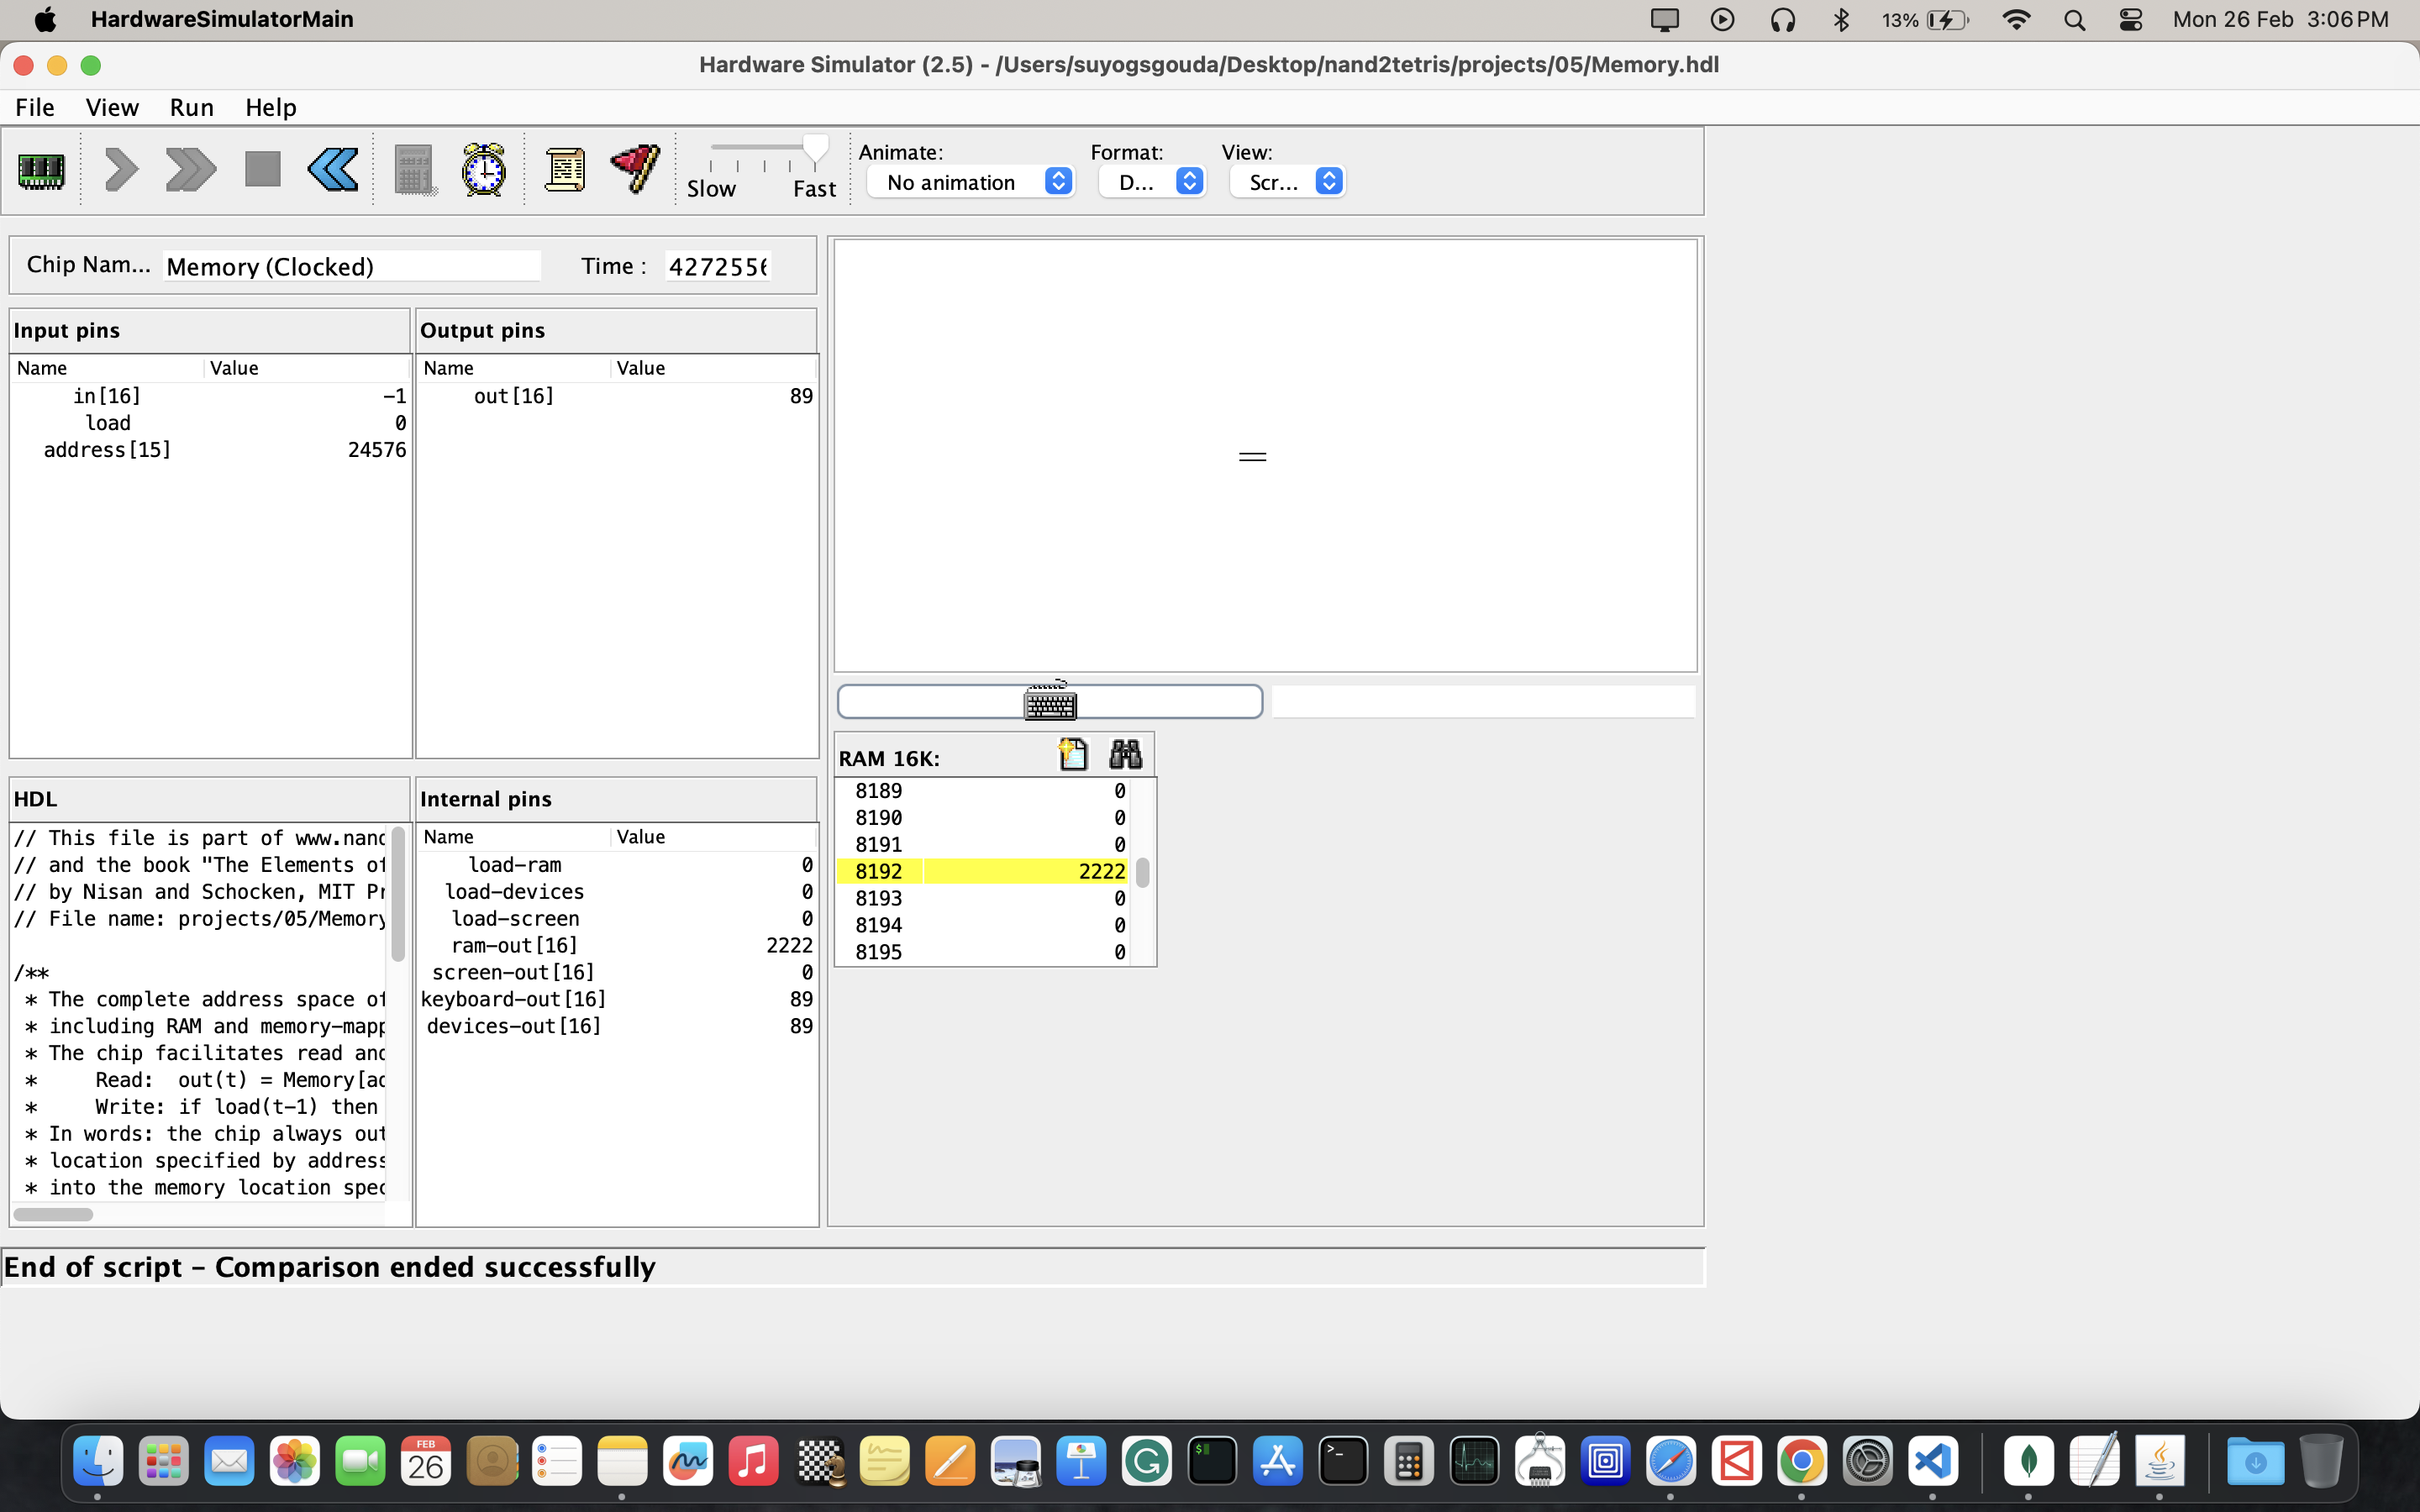 HardwareSimulatorMain
13%
Mon 26 Feb 3:06 PM
Hardware Simulator (2.5) - /Users/suyogsgouda/Desktop/nand2tetris/projects/05/Memory.hdl
File View Run Help
Slow Fast
Animate: Format: View:
No animation D... Scr...
Chip Nam... Memory (Clocked) Time : 4272556
Input pins
Name Value
in[16] -1
load 0
address[15] 24576
Output pins
Name Value
out[16] 89
HDL
// This file is part of www.nand
// and the book "The Elements of
// by Nisan and Schocken, MIT Pr
// File name: projects/05/Memory
/**
* The complete address space of
* including RAM and memory-mapp
* The chip facilitates read and
* Read: out(t) = Memory[ad
* Write: if load(t-1) then
* In words: the chip always out
* location specified by address
* into the memory location spec
Internal pins
Name Value
load-ram 0
load-devices 0
load-screen 0
ram-out[16] 2222
screen-out[16] 0
keyboard-out[16] 89
devices-out[16] 89
RAM 16K:
8189 0
8190 0
8191 0
8192 2222
8193 0
8194 0
8195 0
End of script – Comparison ended successfully
FEB
26